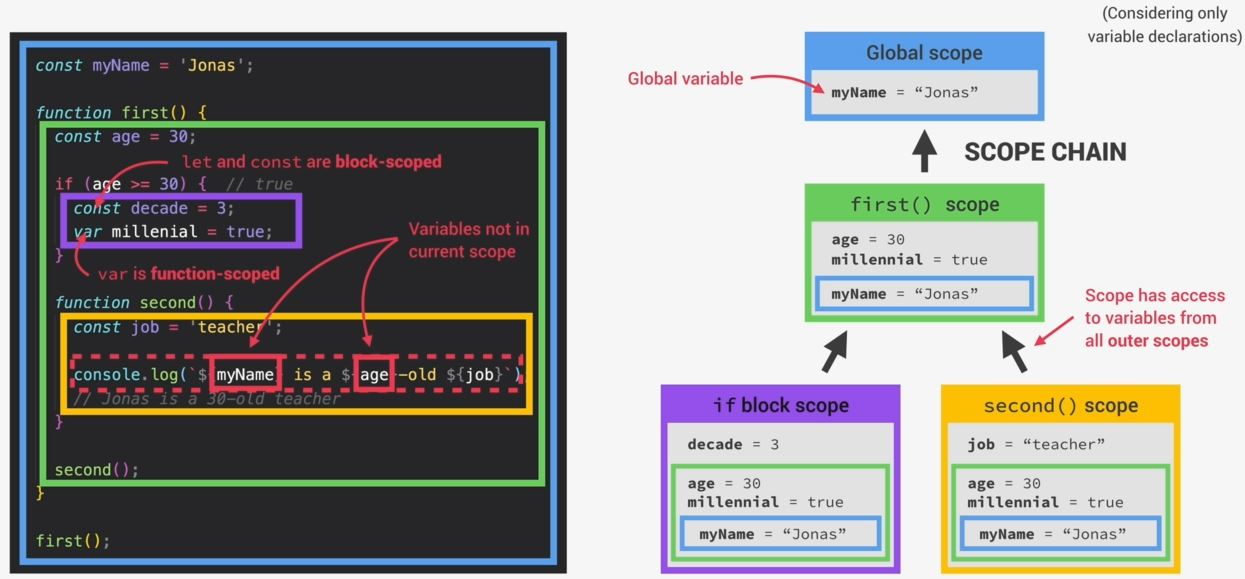 const myName = 'Jonas';
function first() {
const age = 30;
let and const are block-scoped
if (age >= 30) { // true
const decade = 3;
var millenial = true;
}
Variables not in
current scope
var is function-scoped
function second() {
const job = 'teacher';
console.log(`${myName} is a ${age}-old ${job}`)
// Jonas is a 30-old teacher
}
second();
}
first();
(Considering only
variable declarations)
Global scope
Global variable
myName = “Jonas”
SCOPE CHAIN
first() scope
age = 30
millennial = true
myName = “Jonas”
Scope has access
to variables from
all outer scopes
if block scope
decade = 3
age = 30
millennial = true
myName = “Jonas”
second() scope
job = “teacher”
age = 30
millennial = true
myName = “Jonas”